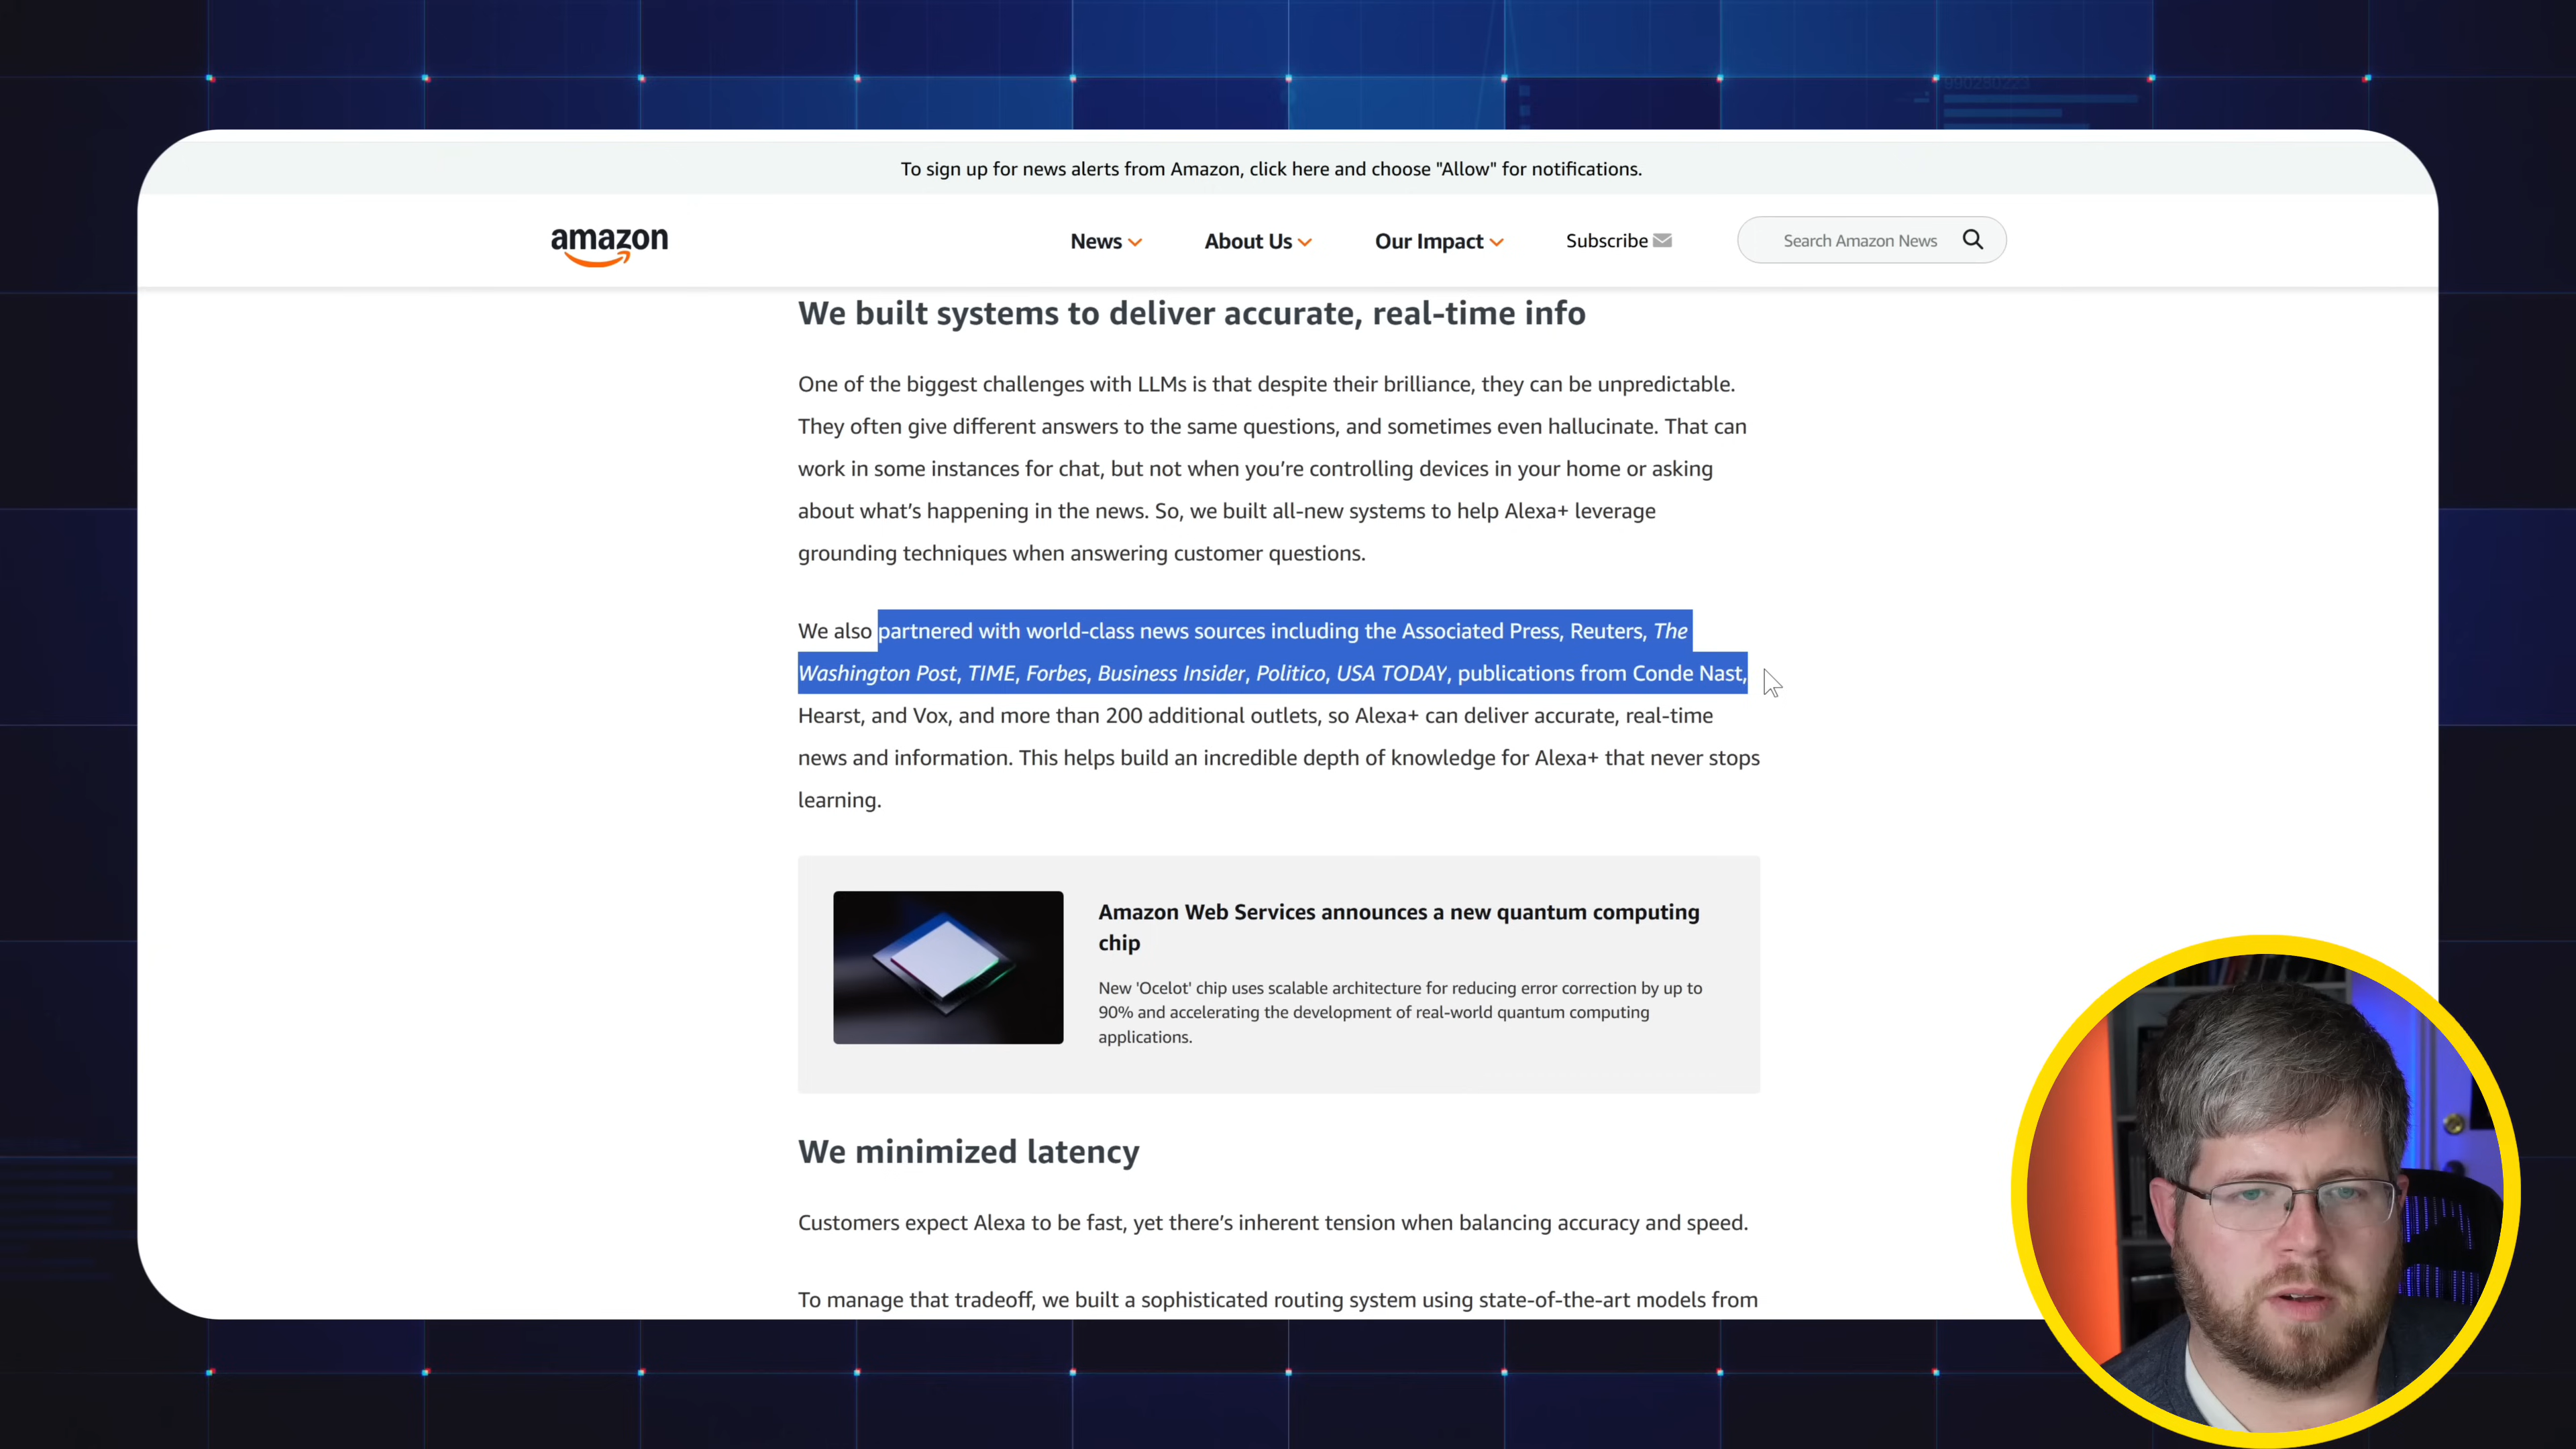 990280223
To sign up for news alerts from Amazon, click here and choose "Allow" for notifications.
amazon
News
About Us
Our Impact
Subscribe
Search Amazon News
We built systems to deliver accurate, real-time info
One of the biggest challenges with LLMs is that despite their brilliance, they can be unpredictable.
They often give different answers to the same questions, and sometimes even hallucinate. That can
work in some instances for chat, but not when you’re controlling devices in your home or asking
about what’s happening in the news. So, we built all-new systems to help Alexa+ leverage
grounding techniques when answering customer questions.
We also partnered with world-class news sources including the Associated Press, Reuters, The
Washington Post, TIME, Forbes, Business Insider, Politico, USA TODAY, publications from Conde Nast,
Hearst, and Vox, and more than 200 additional outlets, so Alexa+ can deliver accurate, real-time
news and information. This helps build an incredible depth of knowledge for Alexa+ that never stops
learning.
Amazon Web Services announces a new quantum computing
chip
New 'Ocelot' chip uses scalable architecture for reducing error correction by up to
90% and accelerating the development of real-world quantum computing
applications.
We minimized latency
Customers expect Alexa to be fast, yet there’s inherent tension when balancing accuracy and speed.
To manage that tradeoff, we built a sophisticated routing system using state-of-the-art models from